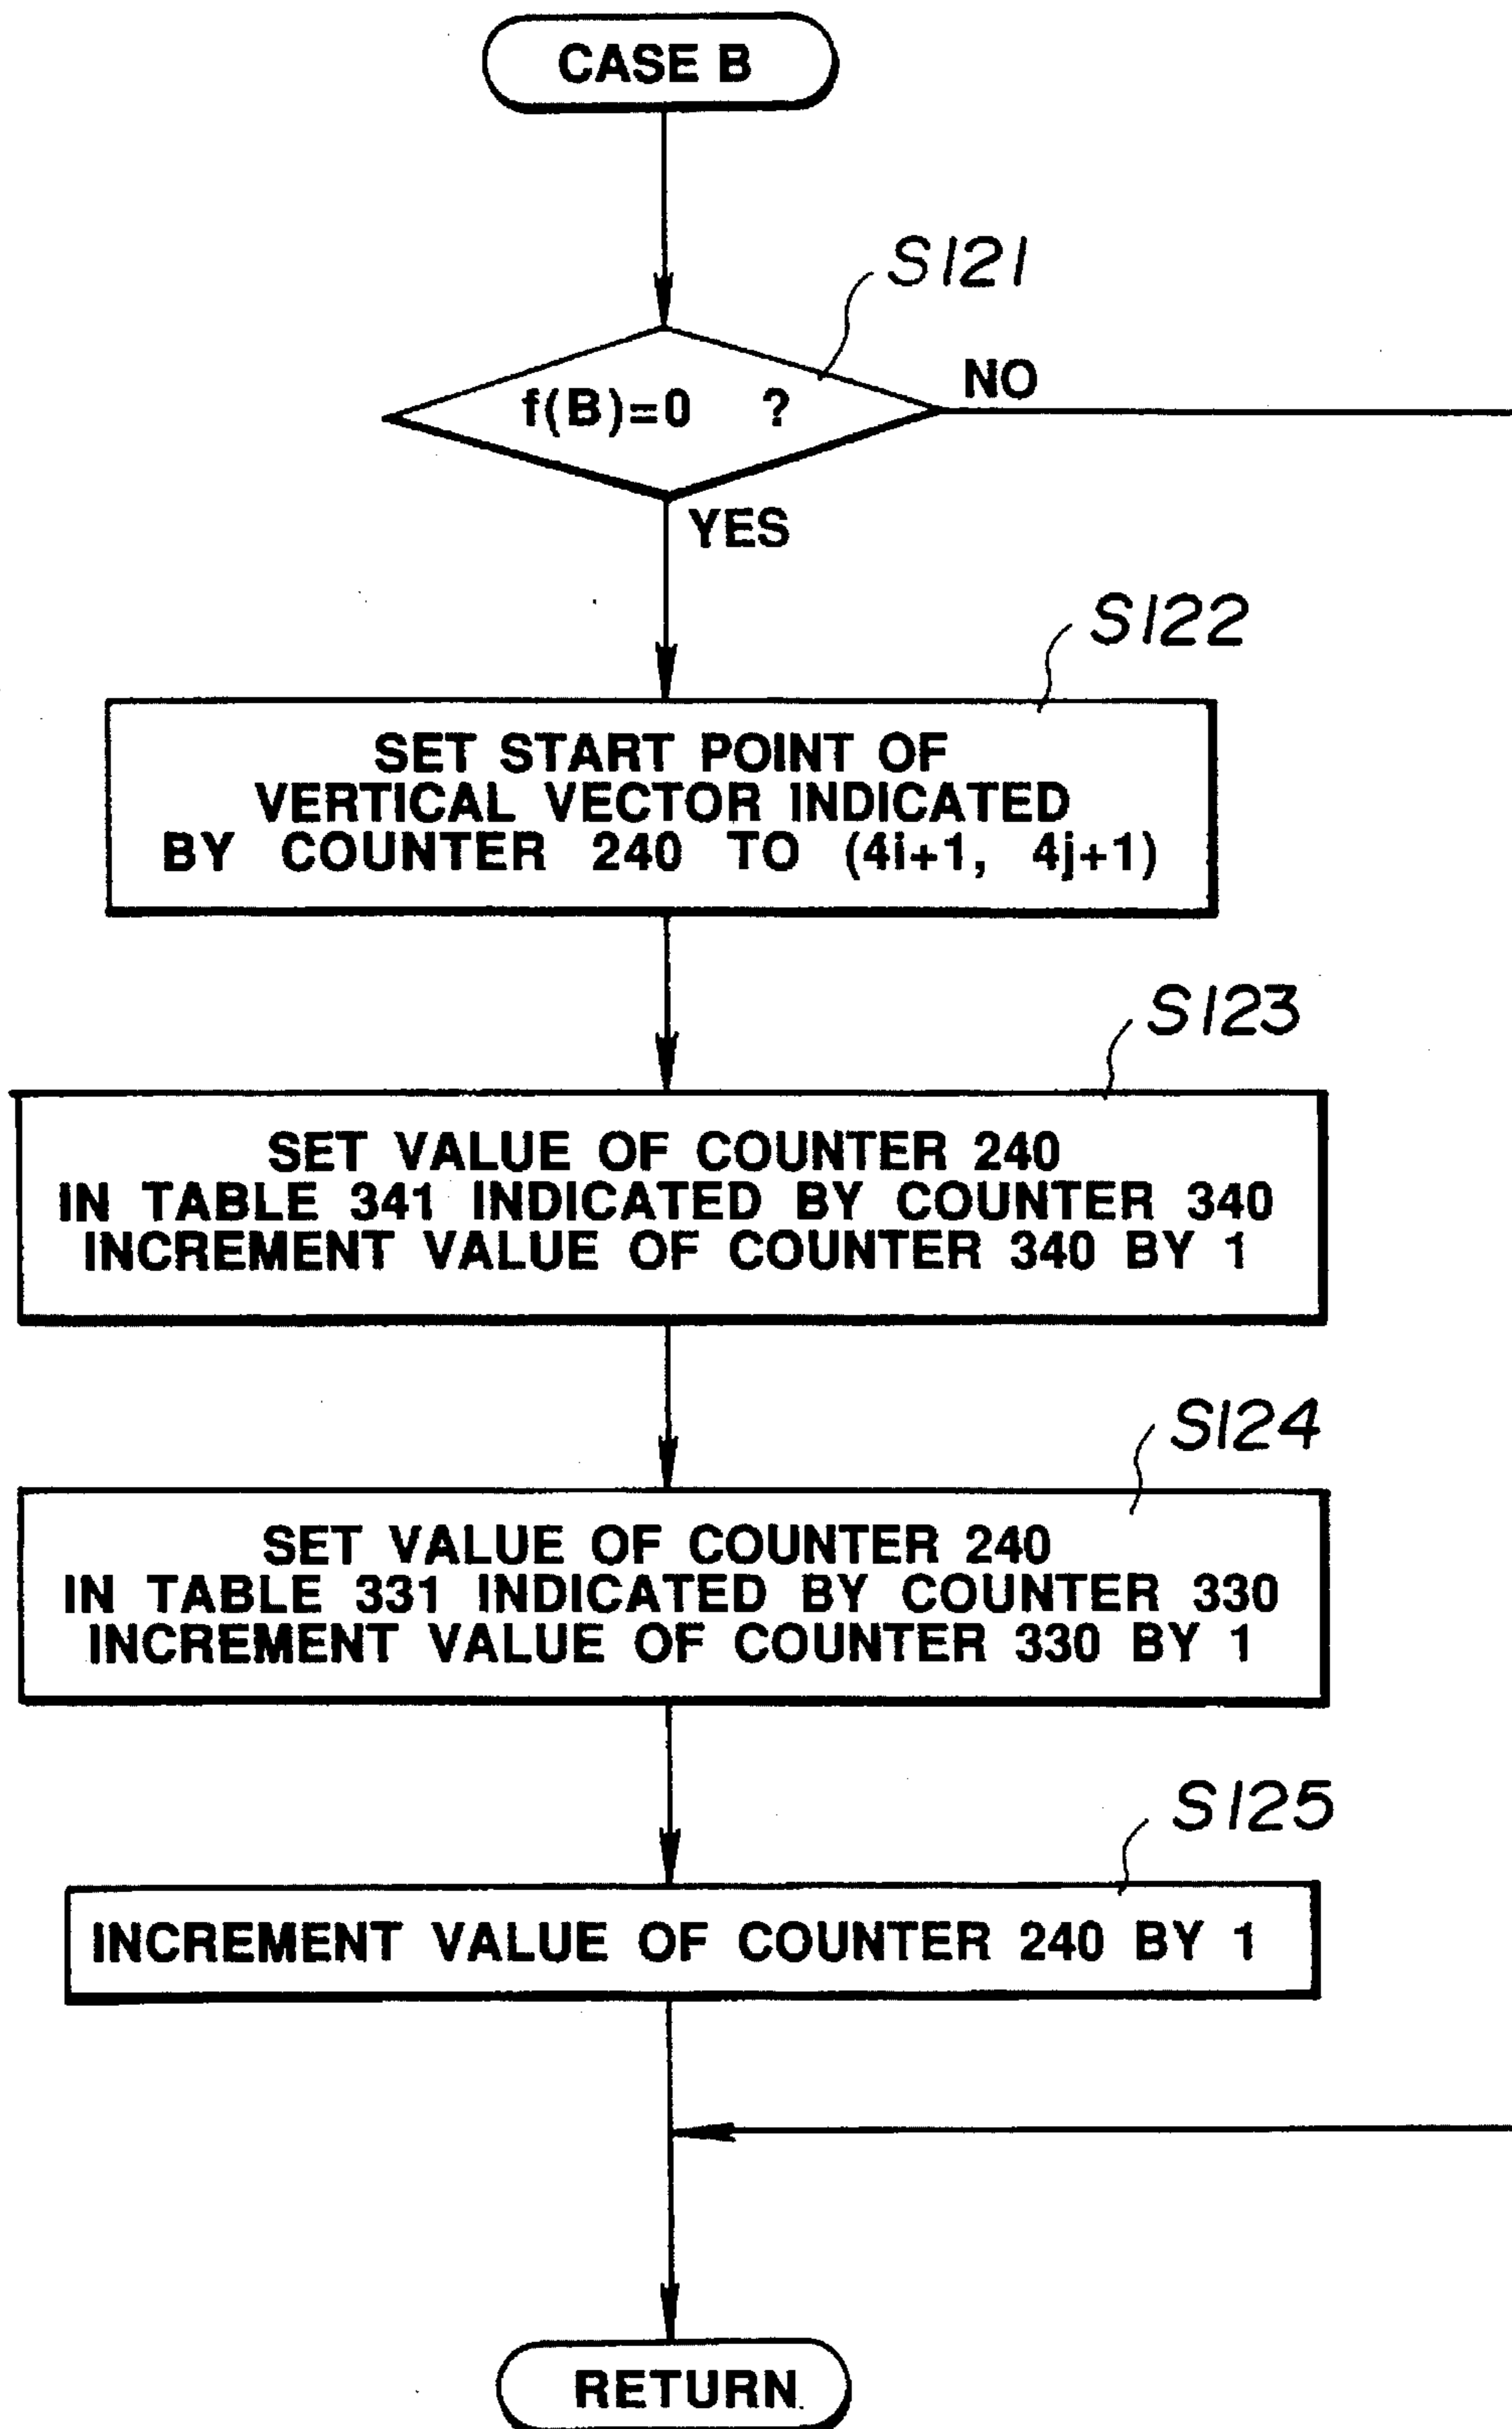 CASE B
S121
f(B)=0 ?
NO
YES
S122
SET START POINT OF
VERTICAL VECTOR INDICATED
BY COUNTER 240 TO (4i+1, 4j+1)
S123
SET VALUE OF COUNTER 240
IN TABLE 341 INDICATED BY COUNTER 340
INCREMENT VALUE OF COUNTER 340 BY 1
S124
SET VALUE OF COUNTER 240
IN TABLE 331 INDICATED BY COUNTER 330
INCREMENT VALUE OF COUNTER 330 BY 1
S125
INCREMENT VALUE OF COUNTER 240 BY 1
RETURN